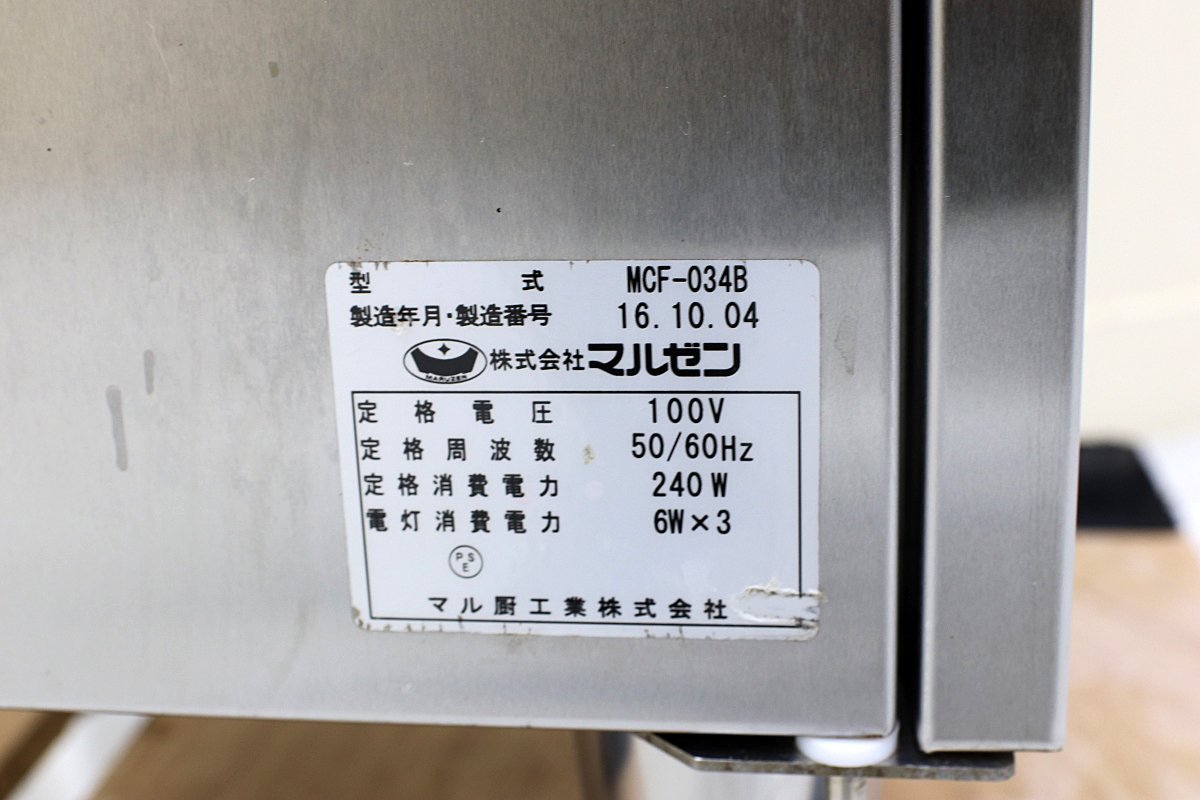 型式 MCF-034B
製造年月・製造番号 16.10.04
MARUZEN 株式会社マルゼン
定格電圧 100V
定格周波数 50/60Hz
定格消費電力 240W
電灯消費電力 6W×3
PSE
マル厨工業株式会社